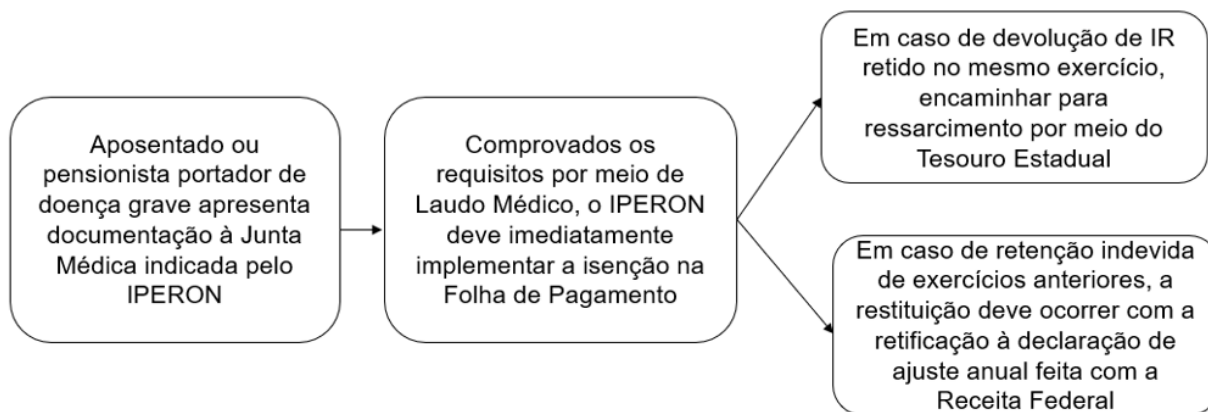 Aposentado ou
pensionista portador de
doença grave apresenta
documentação à Junta
Médica indicada pelo
IPERON
Comprovados os
requisitos por meio de
Laudo Médico, o IPERON
deve imediatamente
implementar a isenção na
Folha de Pagamento
Em caso de devolução de IR
retido no mesmo exercício,
encaminhar para
ressarcimento por meio do
Tesouro Estadual
Em caso de retenção indevida
de exercícios anteriores, a
restituição deve ocorrer com a
retificação à declaração de
ajuste anual feita com a
Receita Federal